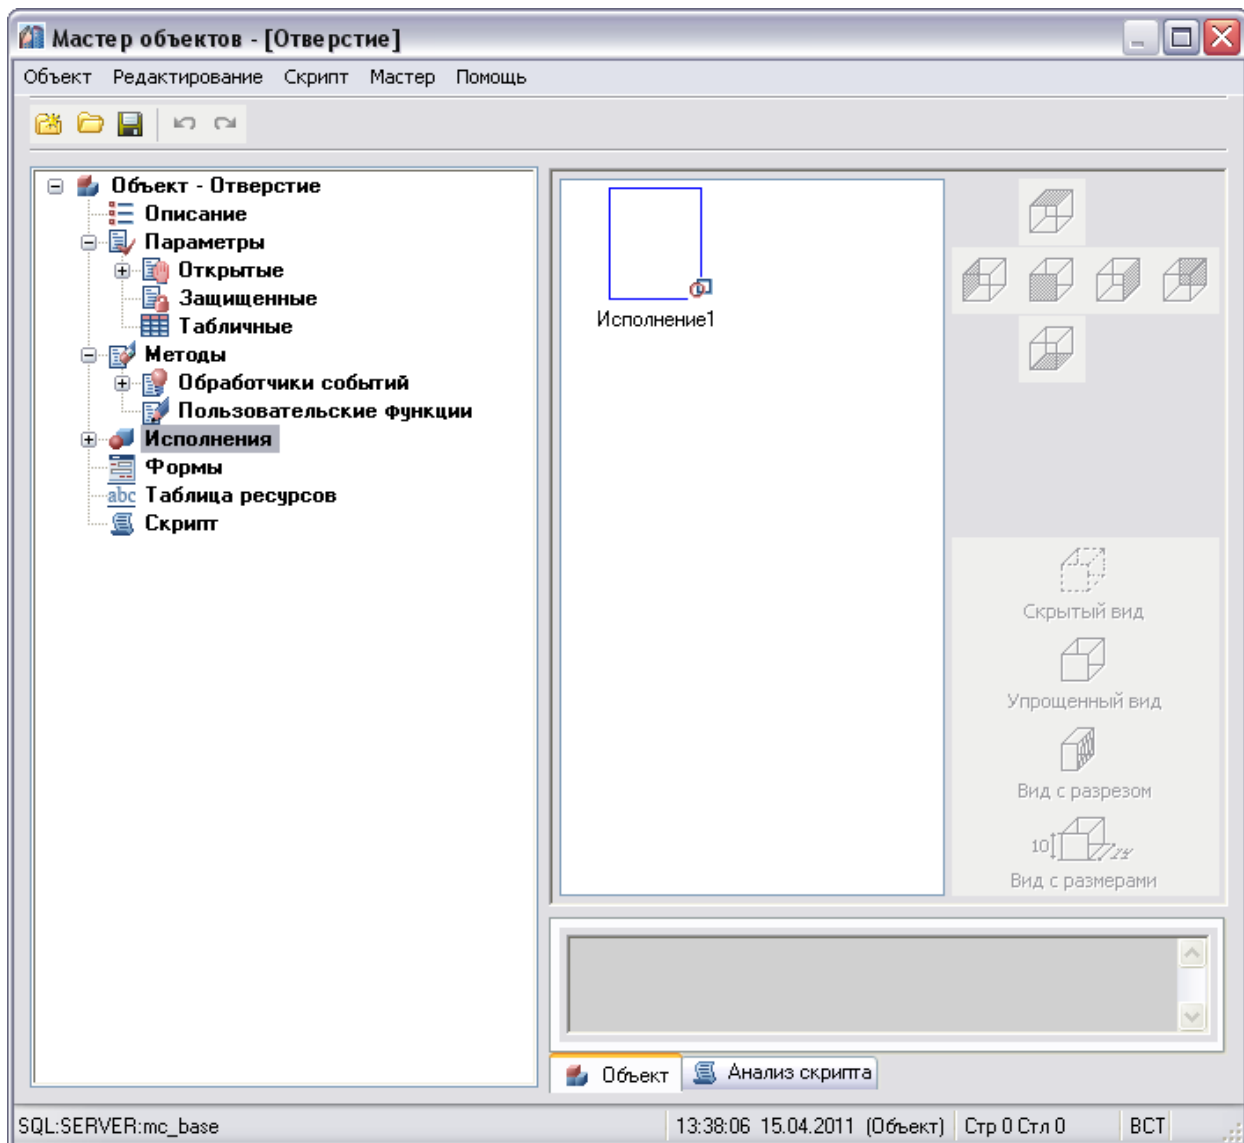 Мастер объектов - [Отверстие]
Объект Редактирование Скрипт Мастер Помощь
Объект - Отверстие
Описание
Параметры
Открытые
Защищенные
Табличные
Методы
Обработчики событий
Пользовательские функции
Исполнения
Формы
abc Таблица ресурсов
Скрипт
Исполнение1
Скрытый вид
Упрощенный вид
Вид с разрезом
10
Вид с размерами
Объект Анализ скрипта
SQL:SERVER:mc_base 13:38:06 15.04.2011 (Объект) Стр 0 Стл 0 ВСТ